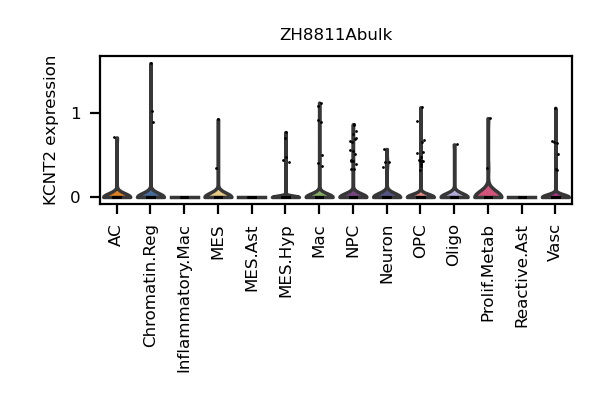 ZH8811Abulk
KCNT2 expression
1
0
AC
Chromatin.Reg
Inflammatory.Mac
MES
MES.Ast
MES.Hyp
Mac
NPC
Neuron
OPC
Oligo
Prolif.Metab
Reactive.Ast
Vasc